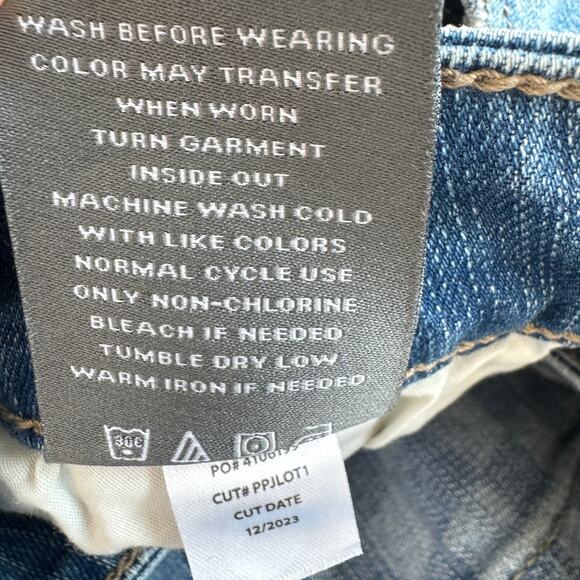 WASH BEFORE WEARING
COLOR MAY TRANSFER
WHEN WORN
TURN GARMENT
INSIDE OUT
MACHINE WASH COLD
WITH LIKE COLORS
NORMAL CYCLE USE
ONLY NON-CHLORINE
BLEACH IF NEEDED
TUMBLE DRY LOW
WARM IRON IF NEEDED
30C
PO#
CUT# PPJLOT1
CUT DATE
12/2023